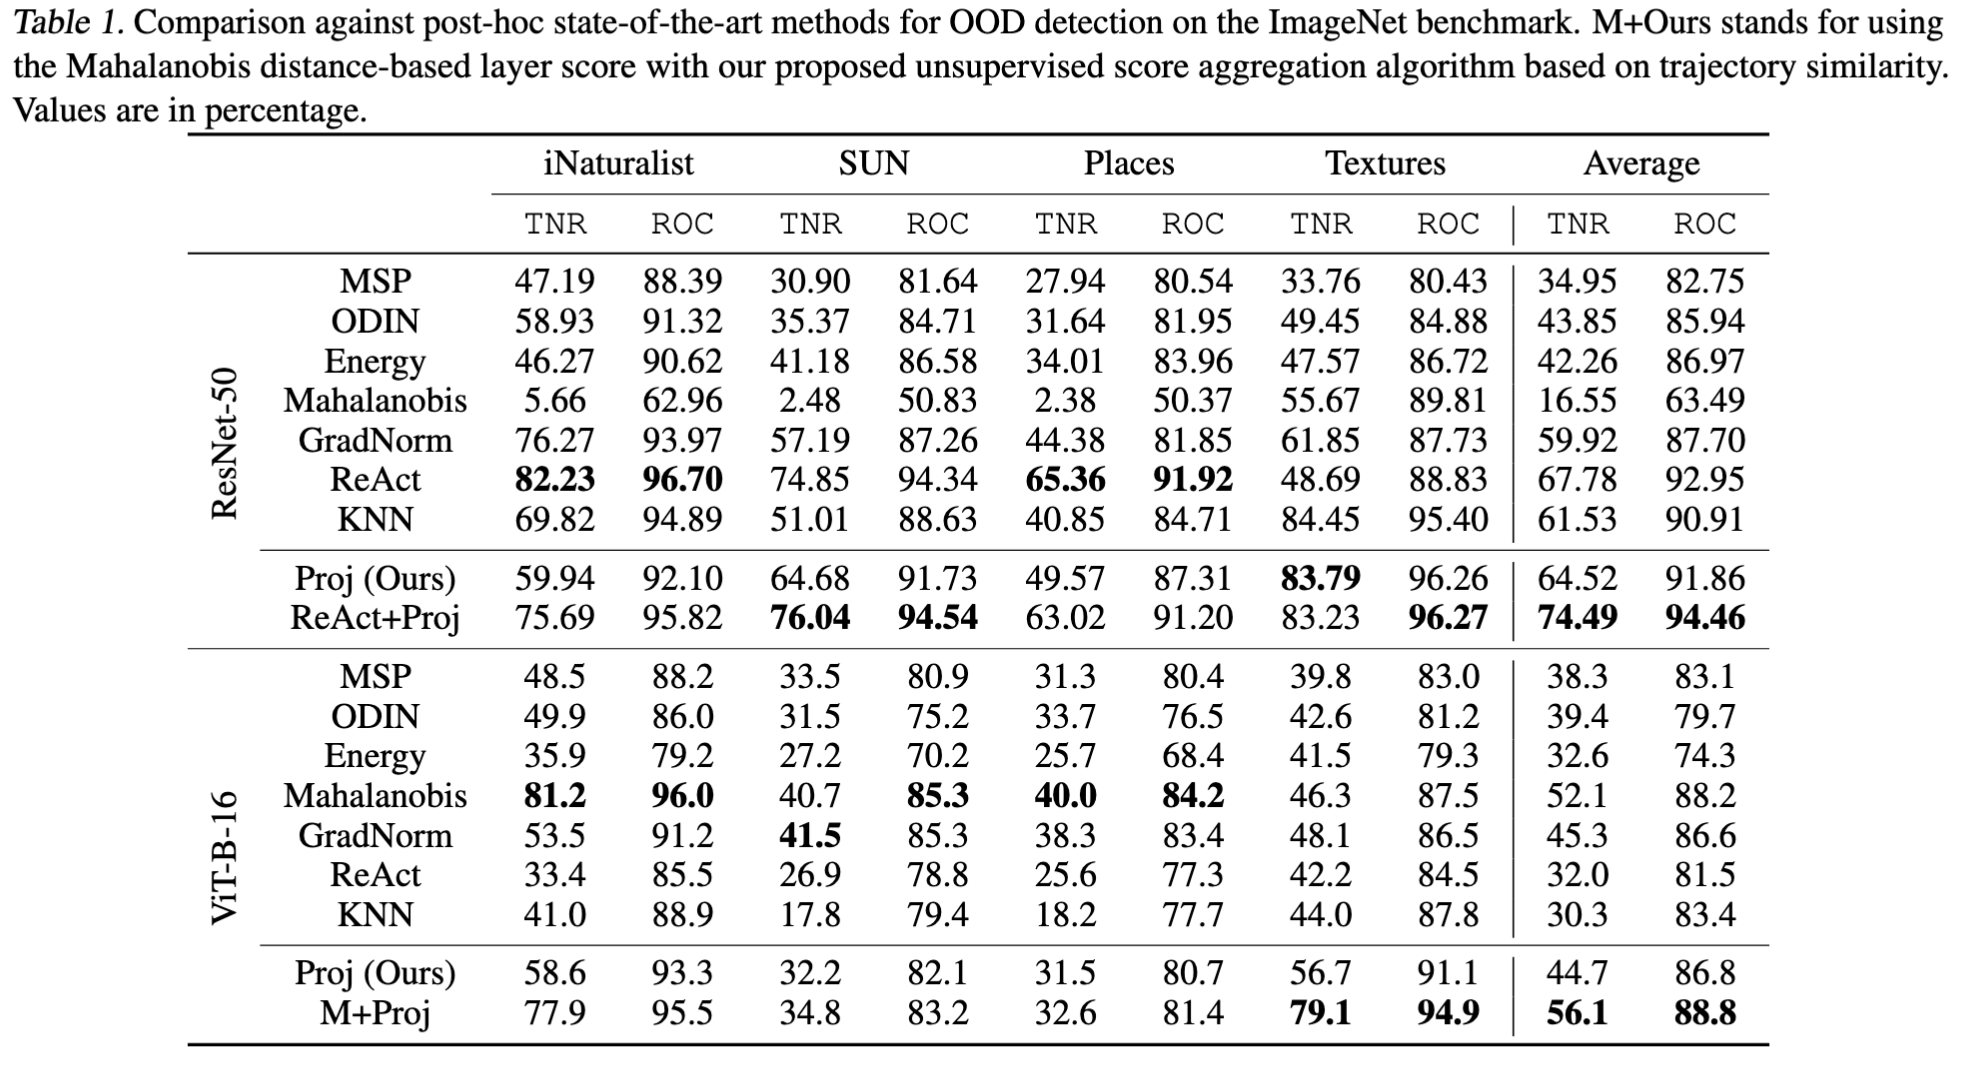 Table 1. Comparison against post-hoc state-of-the-art methods for OOD detection on the ImageNet benchmark. M+Ours stands for using
the Mahalanobis distance-based layer score with our proposed unsupervised score aggregation algorithm based on trajectory similarity.
Values are in percentage.
iNaturalist SUN Places Textures Average
TNR ROC TNR ROC TNR ROC TNR ROC TNR ROC
ResNet-50
MSP 47.19 88.39 30.90 81.64 27.94 80.54 33.76 80.43 34.95 82.75
ODIN 58.93 91.32 35.37 84.71 31.64 81.95 49.45 84.88 43.85 85.94
Energy 46.27 90.62 41.18 86.58 34.01 83.96 47.57 86.72 42.26 86.97
Mahalanobis 5.66 62.96 2.48 50.83 2.38 50.37 55.67 89.81 16.55 63.49
GradNorm 76.27 93.97 57.19 87.26 44.38 81.85 61.85 87.73 59.92 87.70
ReAct 82.23 96.70 74.85 94.34 65.36 91.92 48.69 88.83 67.78 92.95
KNN 69.82 94.89 51.01 88.63 40.85 84.71 84.45 95.40 61.53 90.91
Proj (Ours) 59.94 92.10 64.68 91.73 49.57 87.31 83.79 96.26 64.52 91.86
ReAct+Proj 75.69 95.82 76.04 94.54 63.02 91.20 83.23 96.27 74.49 94.46
ViT-B-16
MSP 48.5 88.2 33.5 80.9 31.3 80.4 39.8 83.0 38.3 83.1
ODIN 49.9 86.0 31.5 75.2 33.7 76.5 42.6 81.2 39.4 79.7
Energy 35.9 79.2 27.2 70.2 25.7 68.4 41.5 79.3 32.6 74.3
Mahalanobis 81.2 96.0 40.7 85.3 40.0 84.2 46.3 87.5 52.1 88.2
GradNorm 53.5 91.2 41.5 85.3 38.3 83.4 48.1 86.5 45.3 86.6
ReAct 33.4 85.5 26.9 78.8 25.6 77.3 42.2 84.5 32.0 81.5
KNN 41.0 88.9 17.8 79.4 18.2 77.7 44.0 87.8 30.3 83.4
Proj (Ours) 58.6 93.3 32.2 82.1 31.5 80.7 56.7 91.1 44.7 86.8
M+Proj 77.9 95.5 34.8 83.2 32.6 81.4 79.1 94.9 56.1 88.8